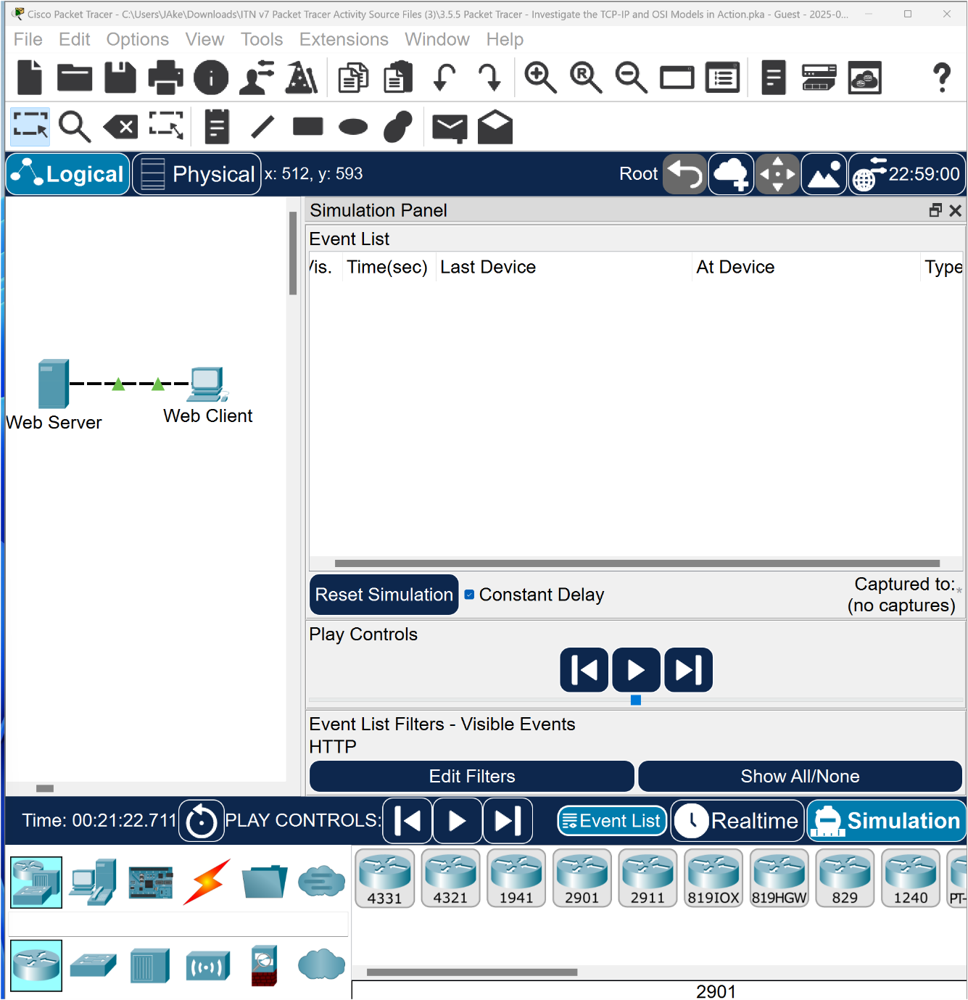 Cisco Packet Tracer - C:\Users\JAke\Downloads\ITN v7 Packet Tracer Activity Source Files (3)\3.5.5 Packet Tracer - Investigate the TCP-IP and OSI Models in Action.pka - Guest - 2025-0...
File Edit Options View Tools Extensions Window Help
Logical Physical x: 512, y: 593 Root 22:59:00
Simulation Panel
Event List
Vis. Time(sec) Last Device At Device Type
Web Server
Web Client
Reset Simulation Constant Delay Captured to:*
(no captures)
Play Controls
Event List Filters - Visible Events
HTTP
Edit Filters Show All/None
Time: 00:21:22.711 PLAY CONTROLS: Event List Realtime Simulation
4331 4321 1941 2901 2911 819IOX 819HGW 829 1240 PT-
2901